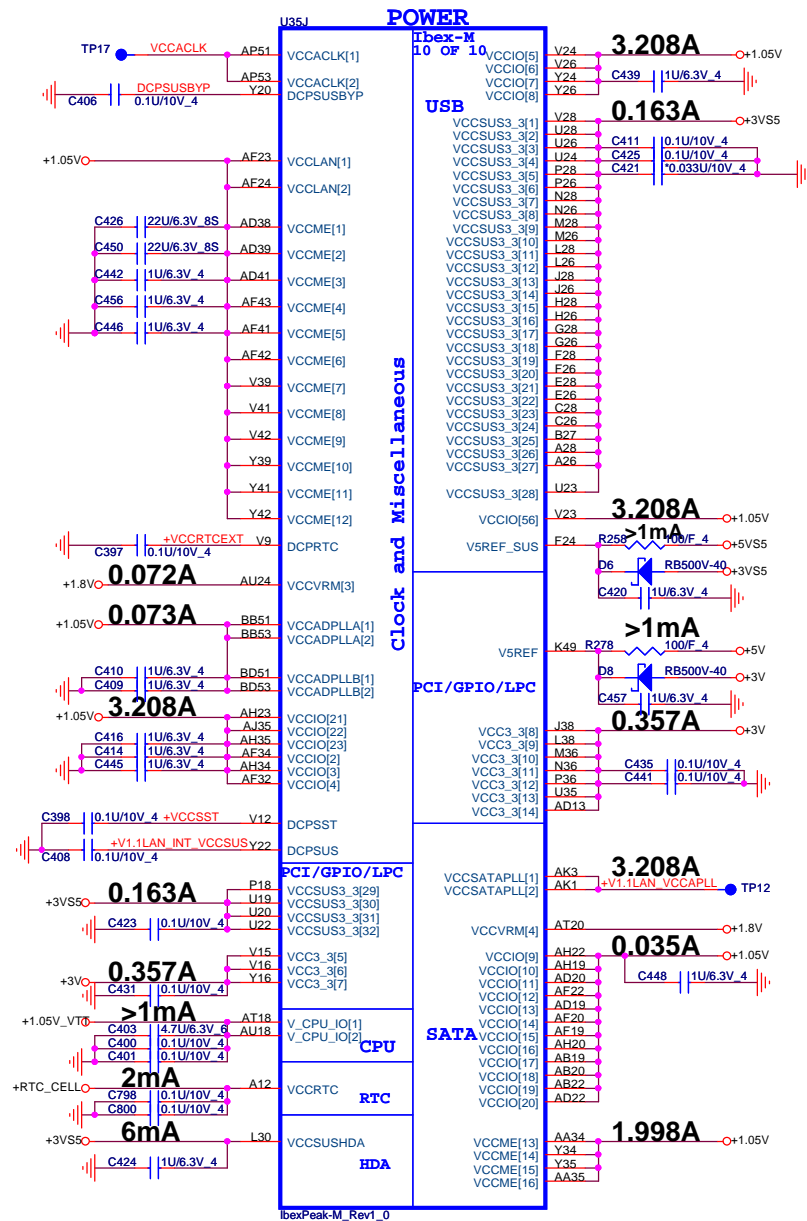 POWER
U35J
Ibex-M
10 OF 10
TP17 VCCACLK AP51 VCCACLK[1]
AP53 VCCACLK[2]
C406 0.1U/10V_4 DCPSUSBYP Y20 DCPSUSBYP
+1.05V AF23 VCCLAN[1]
AF24 VCCLAN[2]
C426 22U/6.3V_8S AD38 VCCME[1]
C450 22U/6.3V_8S AD39 VCCME[2]
C442 1U/6.3V_4 AD41 VCCME[3]
C456 1U/6.3V_4 AF43 VCCME[4]
C446 1U/6.3V_4 AF41 VCCME[5]
AF42 VCCME[6]
V39 VCCME[7]
V41 VCCME[8]
V42 VCCME[9]
Y39 VCCME[10]
Y41 VCCME[11]
Y42 VCCME[12]
C397 0.1U/10V_4 +VCCRTCEXT V9 DCPRTC
+1.8V 0.072A AU24 VCCVRM[3]
+1.05V 0.073A BB51 VCCADPLLA[1]
BB53 VCCADPLLA[2]
C410 1U/6.3V_4 BD51 VCCADPLLB[1]
C409 1U/6.3V_4 BD53 VCCADPLLB[2]
+1.05V 3.208A AH23 VCCIO[21]
AJ35 VCCIO[22]
C416 1U/6.3V_4 AH35 VCCIO[23]
C414 1U/6.3V_4 AF34 VCCIO[2]
C445 1U/6.3V_4 AH34 VCCIO[3]
AF32 VCCIO[4]
C398 0.1U/10V_4 +VCCSST V12 DCPSST
C408 0.1U/10V_4 +V1.1LAN_INT_VCCSUS Y22 DCPSUS
PCI/GPIO/LPC
+3VS5 0.163A P18 VCCSUS3_3[29]
U19 VCCSUS3_3[30]
U20 VCCSUS3_3[31]
C423 0.1U/10V_4 U22 VCCSUS3_3[32]
V15 VCC3_3[5]
V16 VCC3_3[6]
+3V 0.357A Y16 VCC3_3[7]
C431 0.1U/10V_4
+1.05V_VTT >1mA AT18 V_CPU_IO[1]
C403 4.7U/6.3V_6 AU18 V_CPU_IO[2]
C400 0.1U/10V_4
C401 0.1U/10V_4
CPU
+RTC_CELL 2mA A12 VCCRTC
C798 0.1U/10V_4
C800 0.1U/10V_4
RTC
+3VS5 6mA L30 VCCSUSHDA
C424 1U/6.3V_4
HDA
IbexPeak-M_Rev1_0
Clock and Miscellaneous
USB
VCCIO[5] V24 3.208A +1.05V
VCCIO[6] V26
VCCIO[7] Y24 C439 1U/6.3V_4
VCCIO[8] Y26
VCCSUS3_3[1] V28 0.163A +3VS5
VCCSUS3_3[2] U28
VCCSUS3_3[3] U26 C411 0.1U/10V_4
VCCSUS3_3[4] U24 C425 0.1U/10V_4
VCCSUS3_3[5] P28 C421 *0.033U/10V_4
VCCSUS3_3[6] P26
VCCSUS3_3[7] N28
VCCSUS3_3[8] N26
VCCSUS3_3[9] M28
VCCSUS3_3[10] M26
VCCSUS3_3[11] L28
VCCSUS3_3[12] L26
VCCSUS3_3[13] J28
VCCSUS3_3[14] J26
VCCSUS3_3[15] H28
VCCSUS3_3[16] H26
VCCSUS3_3[17] G28
VCCSUS3_3[18] G26
VCCSUS3_3[19] F28
VCCSUS3_3[20] F26
VCCSUS3_3[21] E28
VCCSUS3_3[22] E26
VCCSUS3_3[23] C28
VCCSUS3_3[24] C26
VCCSUS3_3[25] B27
VCCSUS3_3[26] A28
VCCSUS3_3[27] A26
VCCSUS3_3[28] U23
VCCIO[56] V23 3.208A +1.05V
>1mA
V5REF_SUS F24 R258 100/F_4 +5VS5
D6 RB500V-40 +3VS5
C420 1U/6.3V_4
>1mA
V5REF K49 R278 100/F_4 +5V
D8 RB500V-40 +3V
C457 1U/6.3V_4
PCI/GPIO/LPC
VCC3_3[8] J38 0.357A +3V
VCC3_3[9] L38
VCC3_3[10] M36
VCC3_3[11] N36 C435 0.1U/10V_4
VCC3_3[12] P36 C441 0.1U/10V_4
VCC3_3[13] U35
VCC3_3[14] AD13
VCCSATAPLL[1] AK3 3.208A
VCCSATAPLL[2] AK1 +V1.1LAN_VCCAPLL TP12
VCCVRM[4] AT20 +1.8V
VCCIO[9] AH22 0.035A +1.05V
VCCIO[10] AH19
VCCIO[11] AD20 C448 1U/6.3V_4
VCCIO[12] AF22
VCCIO[13] AD19
VCCIO[14] AF20
VCCIO[15] AF19
VCCIO[16] AH20
VCCIO[17] AB19
VCCIO[18] AB20
VCCIO[19] AB22
VCCIO[20] AD22
SATA
VCCME[13] AA34 1.998A +1.05V
VCCME[14] Y34
VCCME[15] Y35
VCCME[16] AA35